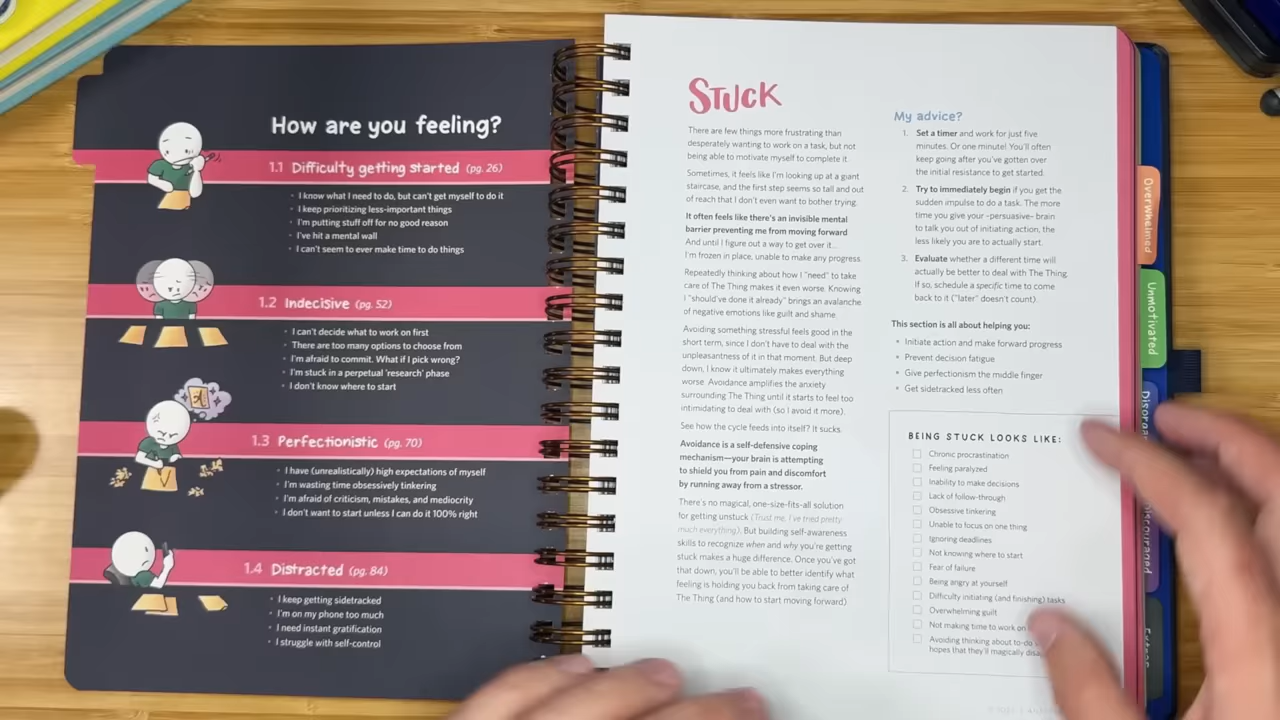 How are you feeling?
1.1 Difficulty getting started (pg. 26)
• I know what I need to do, but can't get myself to do it
• I keep prioritizing less-important things
• I'm putting stuff off for no good reason
• I've hit a mental wall
• I can't seem to ever make time to do things
1.2 Indecisive (pg. 52)
• I can't decide what to work on first
• There are too many options to choose from
• I'm afraid to commit. What if I pick wrong?
• I'm stuck in a perpetual 'research' phase
• I don't know where to start
1.3 Perfectionistic (pg. 70)
• I have (unrealistically) high expectations of myself
• I'm wasting time obsessively tinkering
• I'm afraid of criticism, mistakes, and mediocrity
• I don't want to start unless I can do it 100% right
1.4 Distracted (pg. 84)
• I keep getting sidetracked
• I'm on my phone too much
• I need instant gratification
• I struggle with self-control
STUCK
There are few things more frustrating than
desperately wanting to work on a task, but not
being able to motivate myself to complete it.
Sometimes, it feels like I'm looking up at a giant
staircase, and the first step seems so tall and out
of reach that I don't even want to bother trying.
It often feels like there's an invisible mental
barrier preventing me from moving forward.
And until I figure out a way to get over it...
I'm frozen in place, unable to make any progress.
Repeatedly thinking about how I "need" to take
care of The Thing makes it even worse. Knowing
I "should've done it already" brings an avalanche
of negative emotions like guilt and shame.
Avoiding something stressful feels good in the
short term, since I don't have to deal with the
unpleasantness of it in that moment. But deep
down, I know it ultimately makes everything
worse. Avoidance amplifies the anxiety
surrounding The Thing until it starts to feel too
intimidating to deal with (so I avoid it more).
See how the cycle feeds into itself? It sucks.
Avoidance is a self-defensive coping
mechanism—your brain is attempting
to shield you from pain and discomfort
by running away from a stressor.
There's no magical, one-size-fits-all solution
for getting unstuck (Trust me, I've tried pretty
much everything). But building self-awareness
skills to recognize when and why you're getting
stuck makes a huge difference. Once you've got
that down, you'll be able to better identify what
feeling is holding you back from taking care of
The Thing (and how to start moving forward)
My advice?
1. Set a timer and work for just five
minutes. Or one minute! You'll often
keep going after you've gotten over
the initial resistance to get started.
2. Try to immediately begin if you get the
sudden impulse to do a task. The more
time you give your ~persuasive~ brain
to talk you out of initiating action, the
less likely you are to actually start.
3. Evaluate whether a different time will
actually be better to deal with The Thing.
If so, schedule a specific time to come
back to it ("later" doesn't count).
This section is all about helping you:
• Initiate action and make forward progress
• Prevent decision fatigue
• Give perfectionism the middle finger
• Get sidetracked less often
BEING STUCK LOOKS LIKE:
Chronic procrastination
Feeling paralyzed
Inability to make decisions
Lack of follow-through
Obsessive tinkering
Unable to focus on one thing
Ignoring deadlines
Not knowing where to start
Fear of failure
Being angry at yourself
Difficulty initiating (and finishing) tasks
Overwhelming guilt
Not making time to work on
Avoiding thinking about to-do
hopes that they'll magically
Overwhelmed
Unmotivated
Discouraged